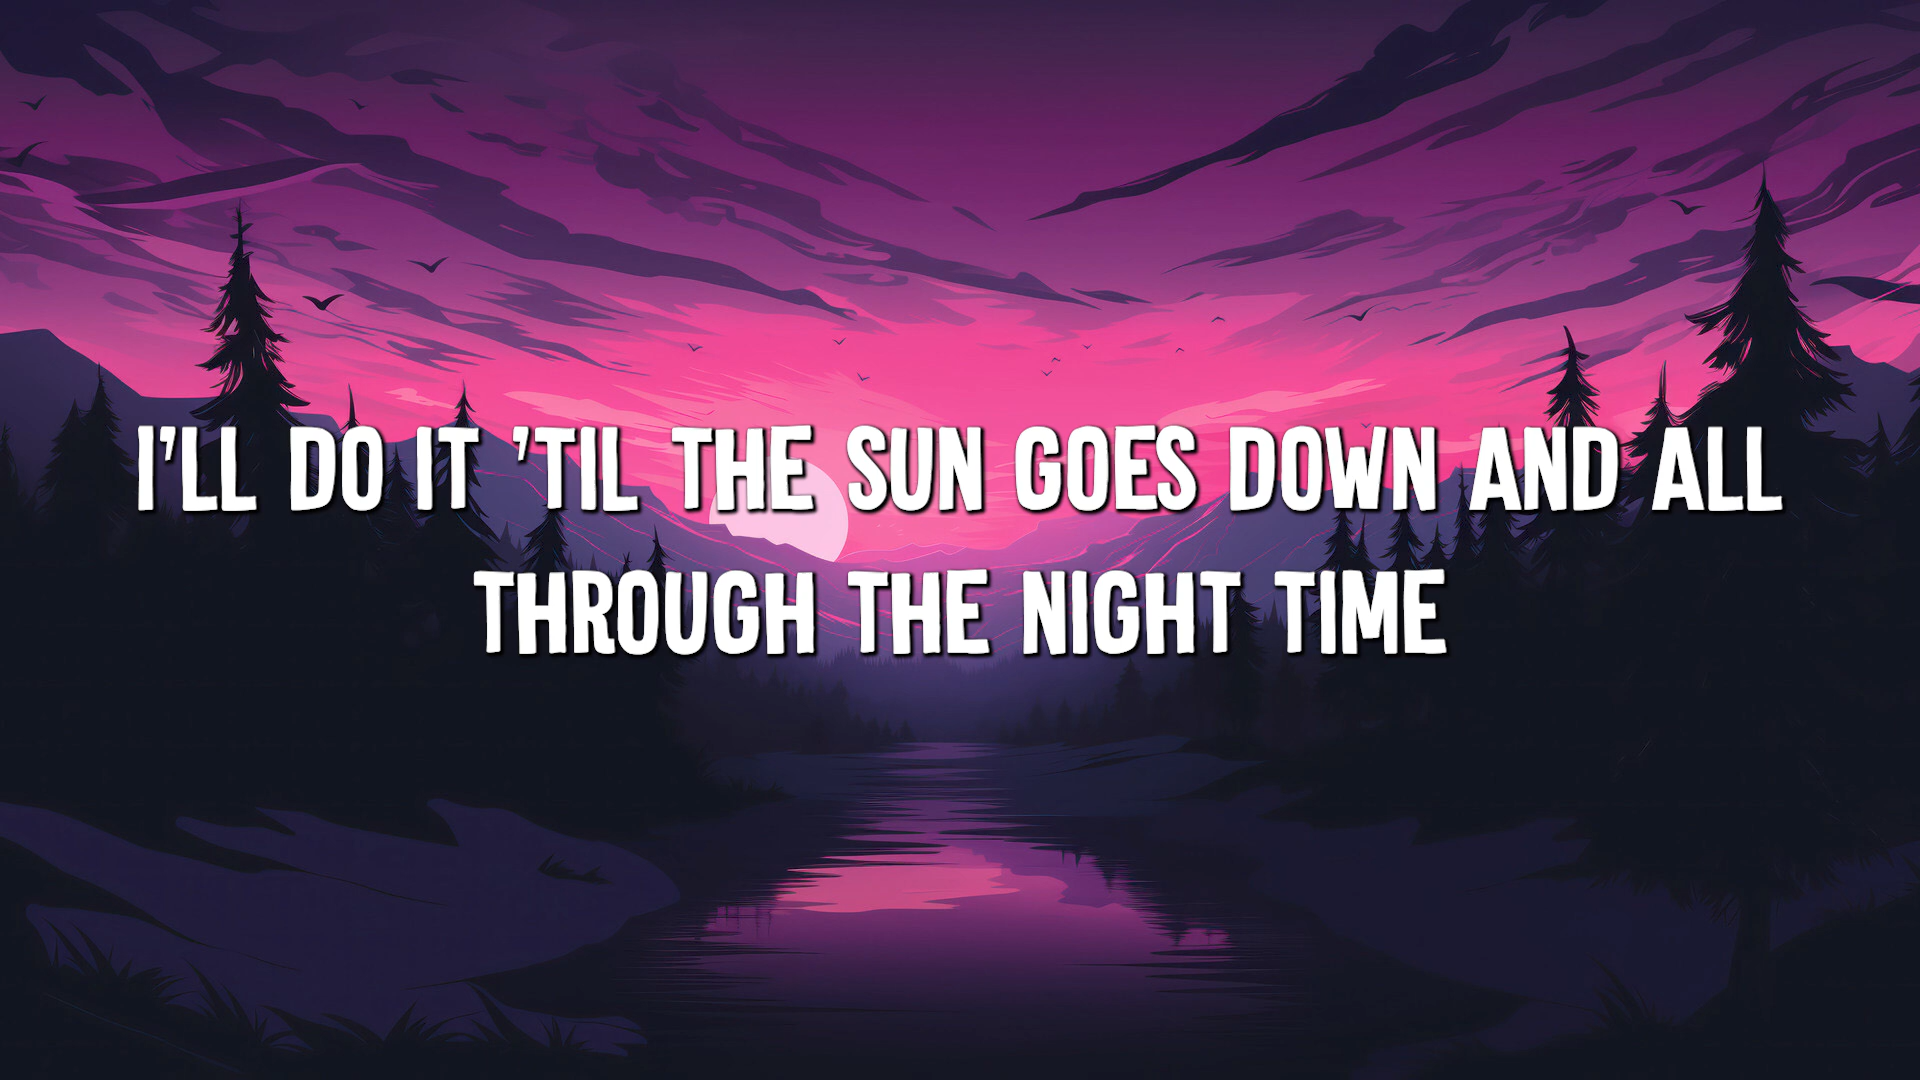 I'LL DO IT 'TIL THE SUN GOES DOWN AND ALL
THROUGH THE NIGHT TIME